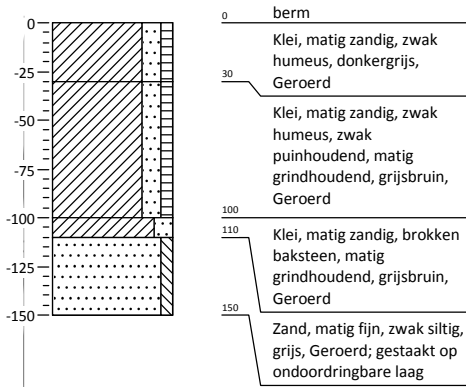 0
-25
-50
-75
-100
-125
-150
0
berm
Klei, matig zandig, zwak
humeus, donkergrijs,
Geroerd
30
Klei, matig zandig, zwak
humeus, zwak
puinhoudend, matig
grindhoudend, grijsbruin,
Geroerd
100
110
Klei, matig zandig, brokken
baksteen, matig
grindhoudend, grijsbruin,
Geroerd
150
Zand, matig fijn, zwak siltig,
grijs, Geroerd; gestaakt op
ondoordringbare laag